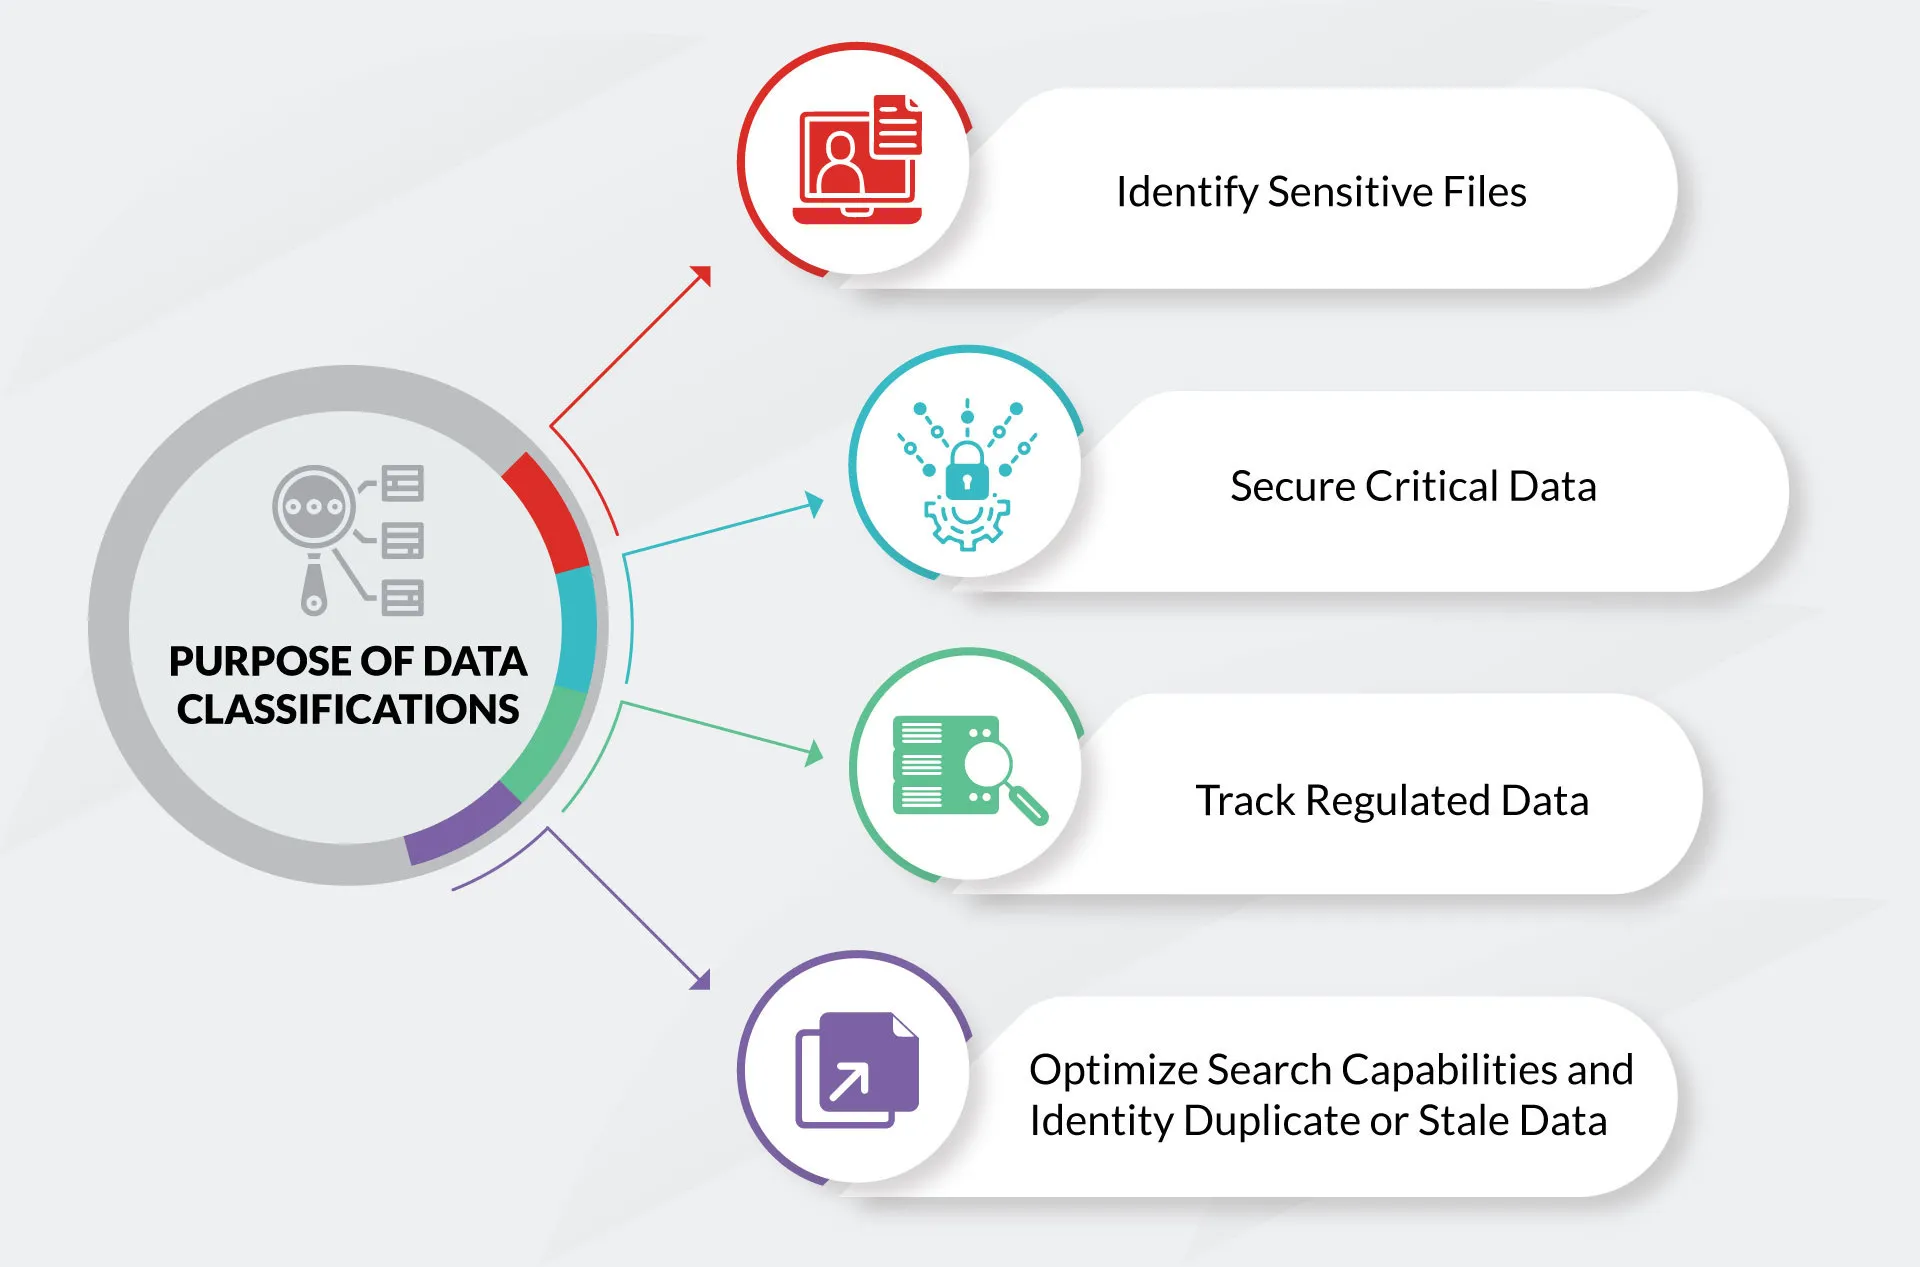 PURPOSE OF DATA
CLASSIFICATIONS
Identify Sensitive Files
Secure Critical Data
Track Regulated Data
Optimize Search Capabilities and
Identity Duplicate or Stale Data